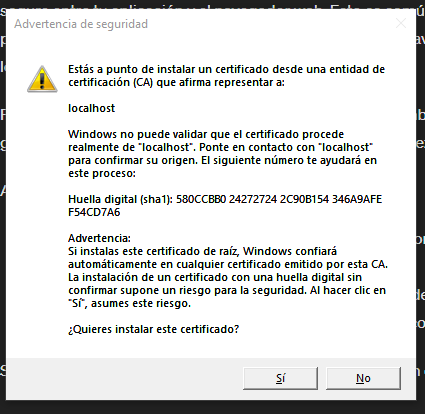 Advertencia de seguridad
Estás a punto de instalar un certificado desde una entidad de
certificación (CA) que afirma representar a:
localhost
Windows no puede validar que el certificado procede
realmente de "localhost". Ponte en contacto con "localhost"
para confirmar su origen. El siguiente número te ayudará en
este proceso:
Huella digital (sha1): 580CCBB0 24272724 2C90B154 346A9AFE
F54CD7A6
Advertencia:
Si instalas este certificado de raíz, Windows confiará
automáticamente en cualquier certificado emitido por esta CA.
La instalación de un certificado con una huella digital sin
confirmar supone un riesgo para la seguridad. Al hacer clic en
"Sí", asumes este riesgo.
¿Quieres instalar este certificado?
Sí No